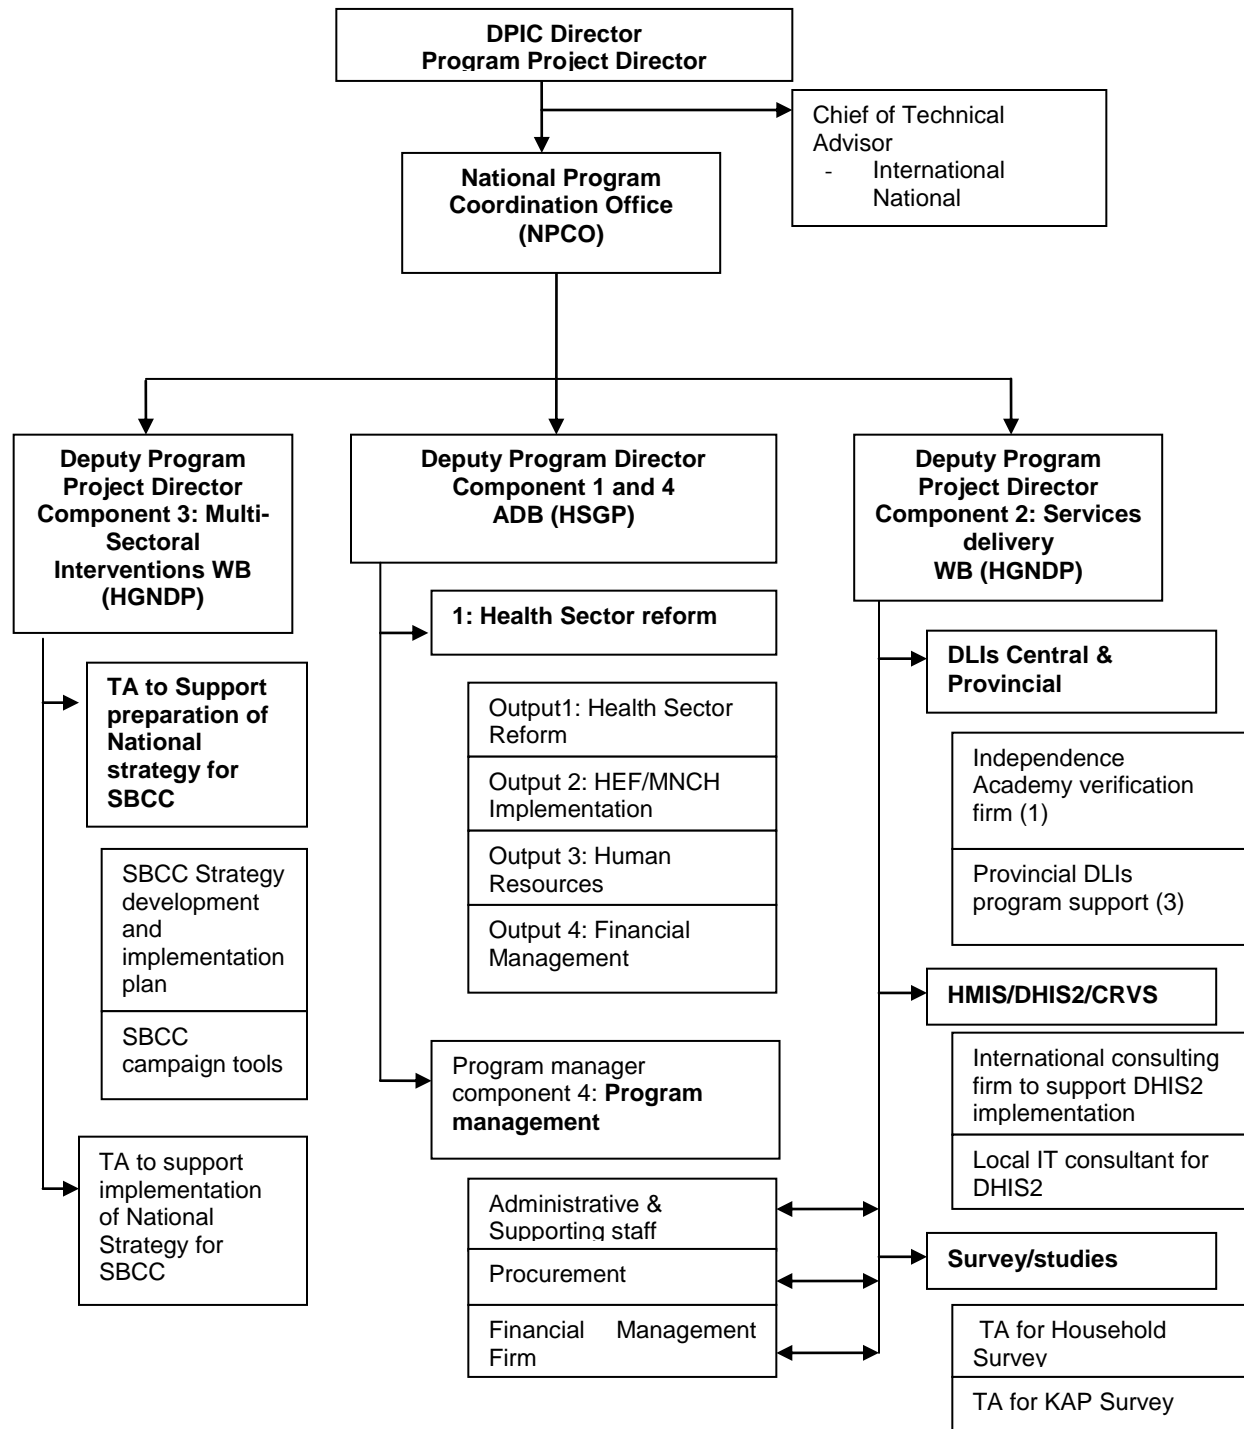 DPIC Director
Program Project Director
Chief of Technical
Advisor
- International
National
National Program
Coordination Office
(NPCO)
Deputy Program
Project Director
Component 3: Multi-
Sectoral
Interventions WB
(HGNDP)
TA to Support
preparation of
National
strategy for
SBCC
SBCC Strategy
development
and
implementation
plan
SBCC
campaign tools
TA to support
implementation
of National
Strategy for
SBCC
Deputy Program Director
Component 1 and 4
ADB (HSGP)
1: Health Sector reform
Output1: Health Sector
Reform
Output 2: HEF/MNCH
Implementation
Output 3: Human
Resources
Output 4: Financial
Management
Program manager
component 4: Program
management
Administrative &
Supporting staff
Procurement
Financial Management
Firm
Deputy Program
Project Director
Component 2: Services
delivery
WB (HGNDP)
DLIs Central &
Provincial
Independence
Academy verification
firm (1)
Provincial DLIs
program support (3)
HMIS/DHIS2/CRVS
International consulting
firm to support DHIS2
implementation
Local IT consultant for
DHIS2
Survey/studies
TA for Household
Survey
TA for KAP Survey